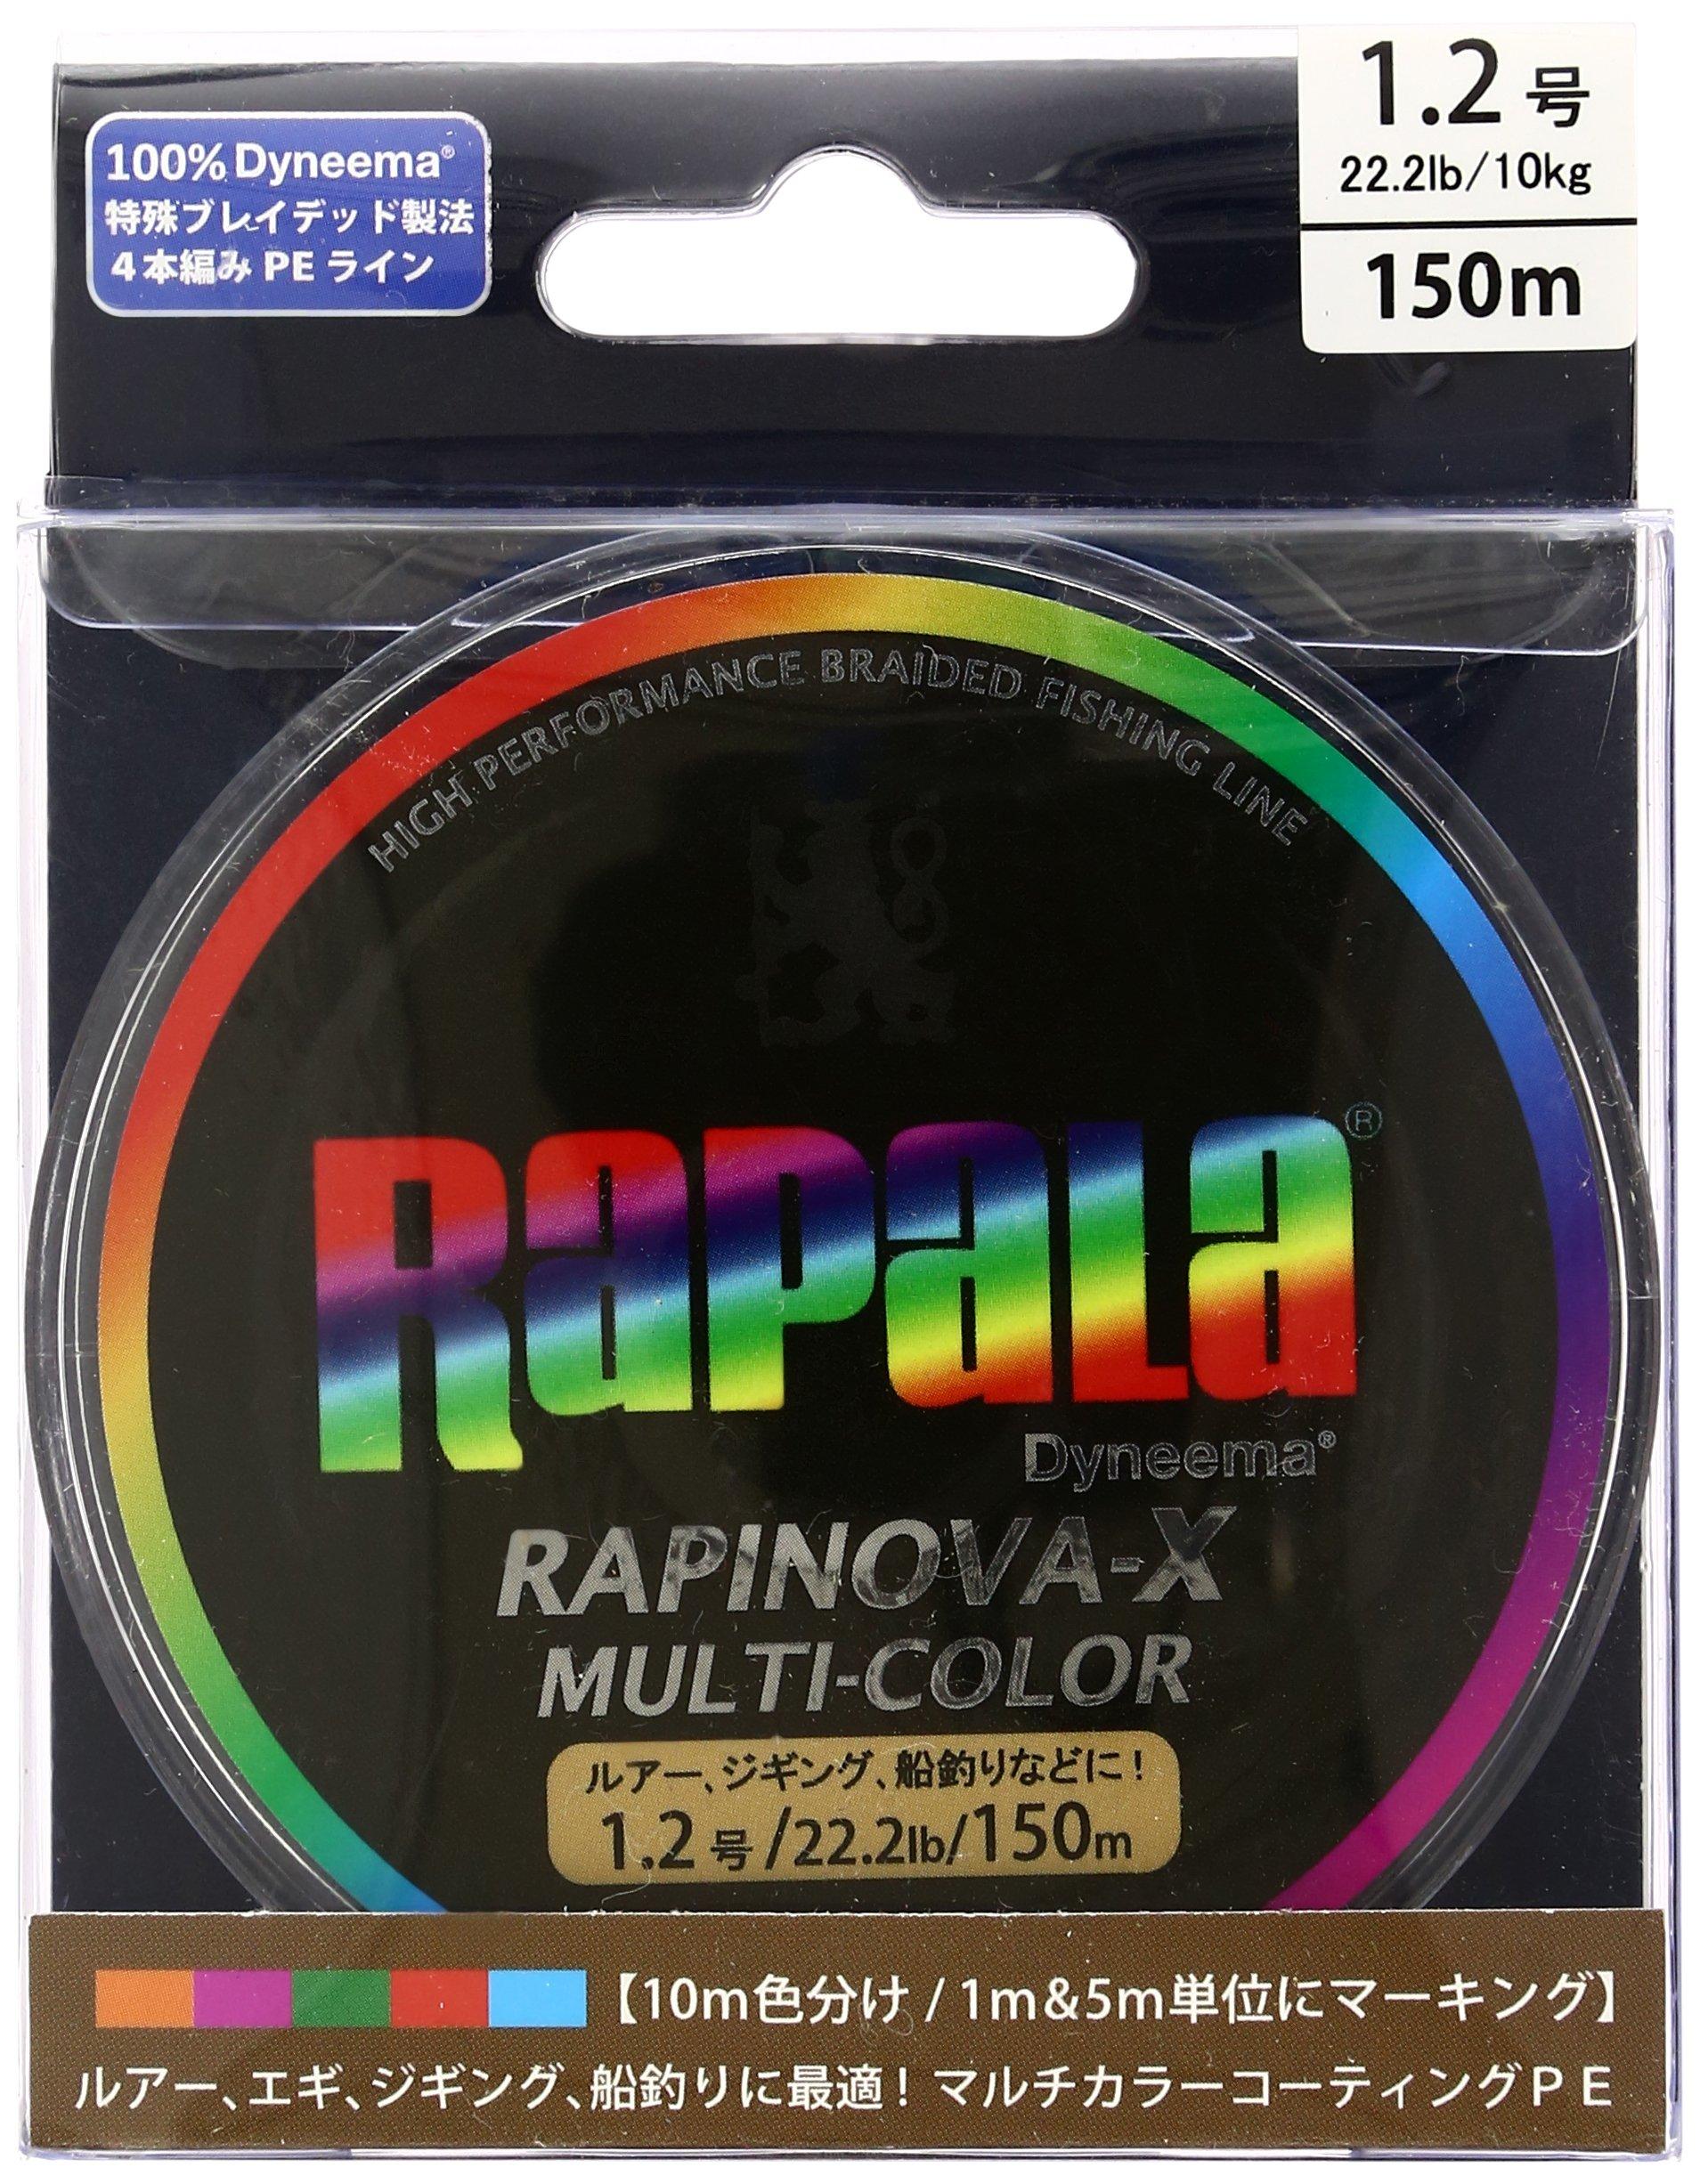 1.2号
22.2lb/10kg
150m
100% Dyneema®
特殊ブレイデッド製法
4本編み PE ライン
HIGH PERFORMANCE BRAIDED FISHING LINE
Rapala®
Dyneema®
RAPINOVA-X
MULTI-COLOR
ルアー、ジギング、船釣りなどに！
1.2号/22.2lb/150m
【10m色分け / 1m&5m単位にマーキング】
ルアー、エギ、ジギング、船釣りに最適！マルチカラーコーティングPE